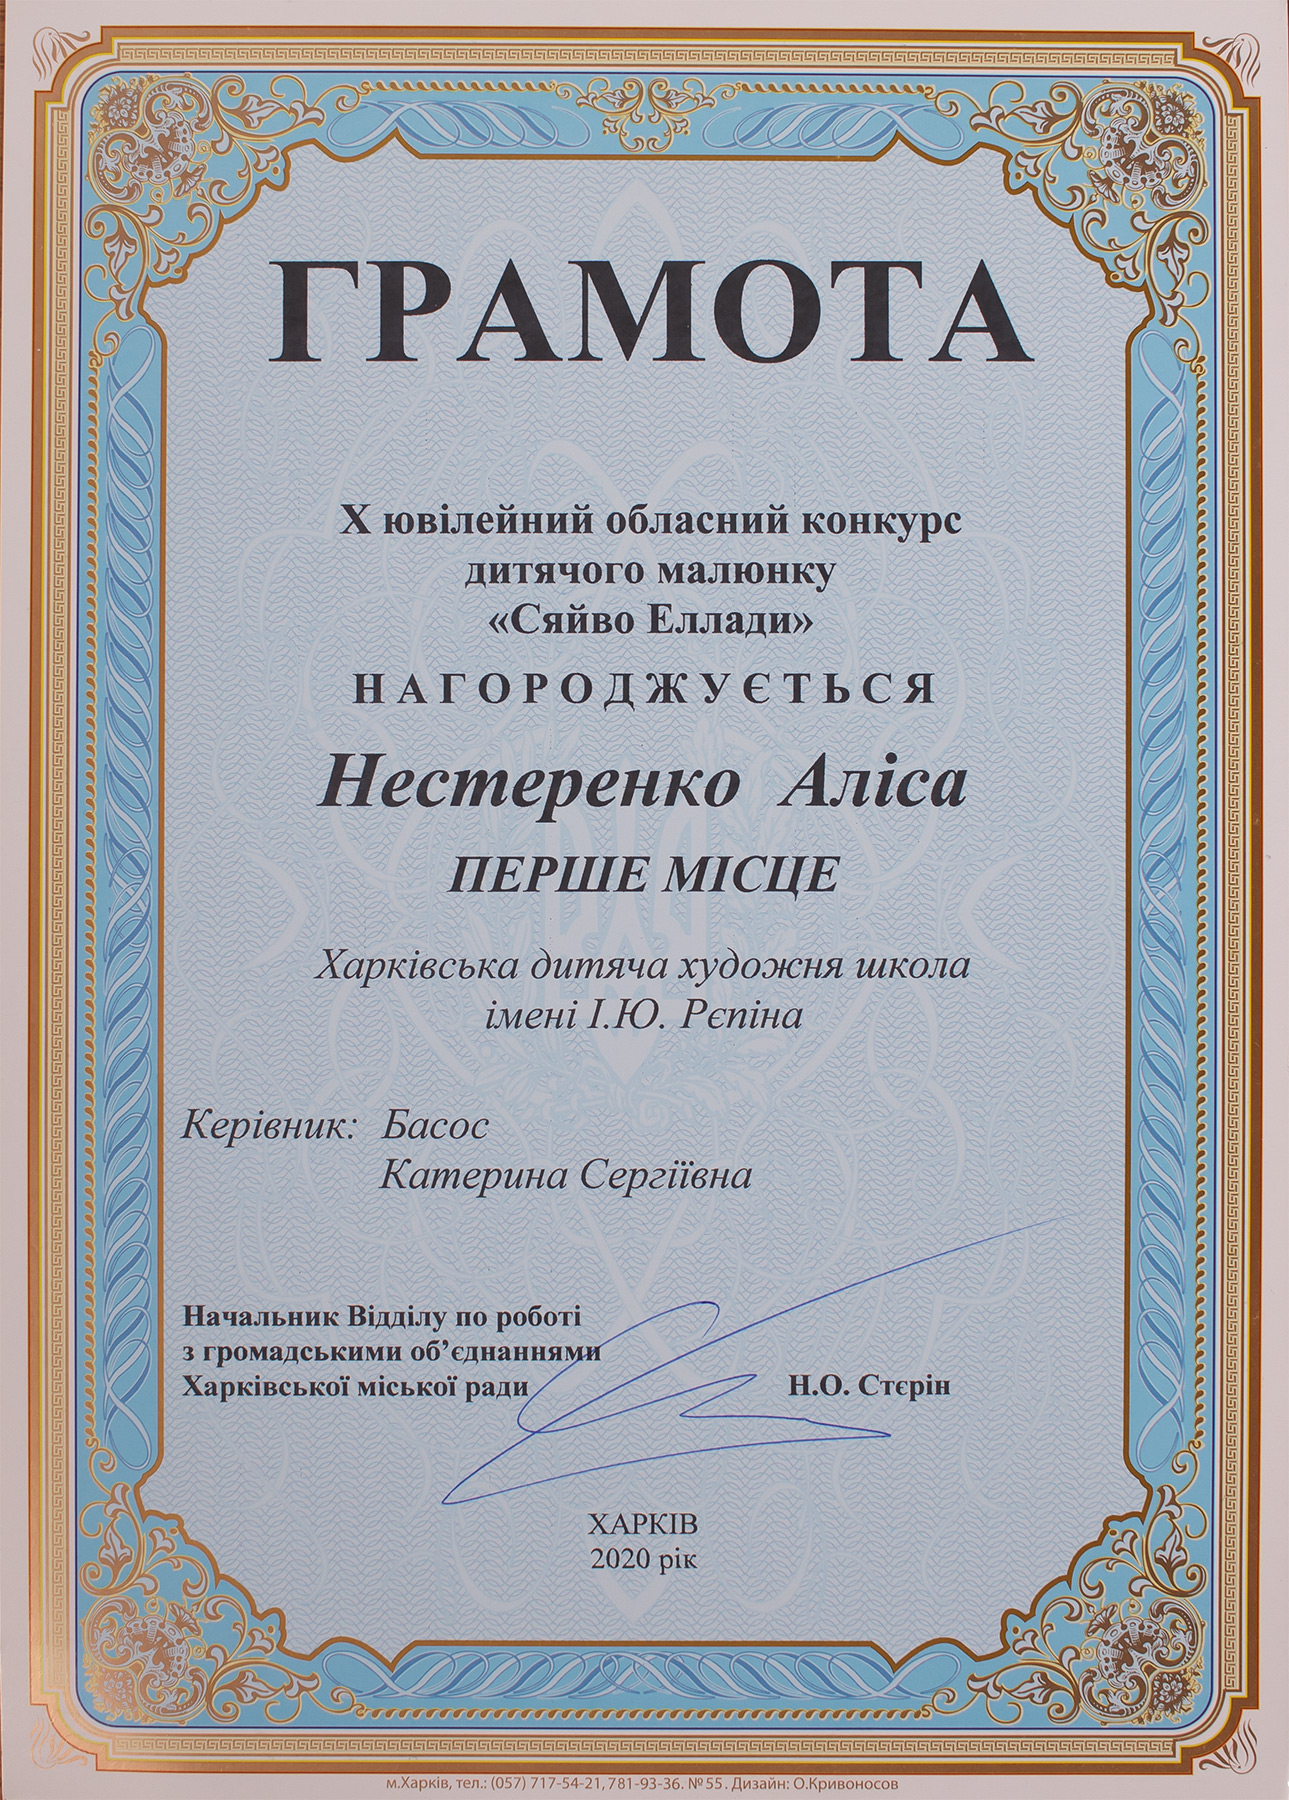 ГРАМОТА
X ювілейний обласний конкурс
дитячого малюнку
«Сяйво Еллади»
НАГОРОДЖУЄТЬСЯ
Нестеренко Аліса
ПЕРШЕ МІСЦЕ
Харківська дитяча художня школа
імені І.Ю. Рєпіна
Керівник: Басос
Катерина Сергіївна
Начальник Відділу по роботі
з громадськими об’єднаннями
Харківської міської ради Н.О. Стєрін
ХАРКІВ
2020 рік
м.Харків, тел.: (057) 717-54-21, 781-93-36. №55. Дизайн: О.Кривоносов